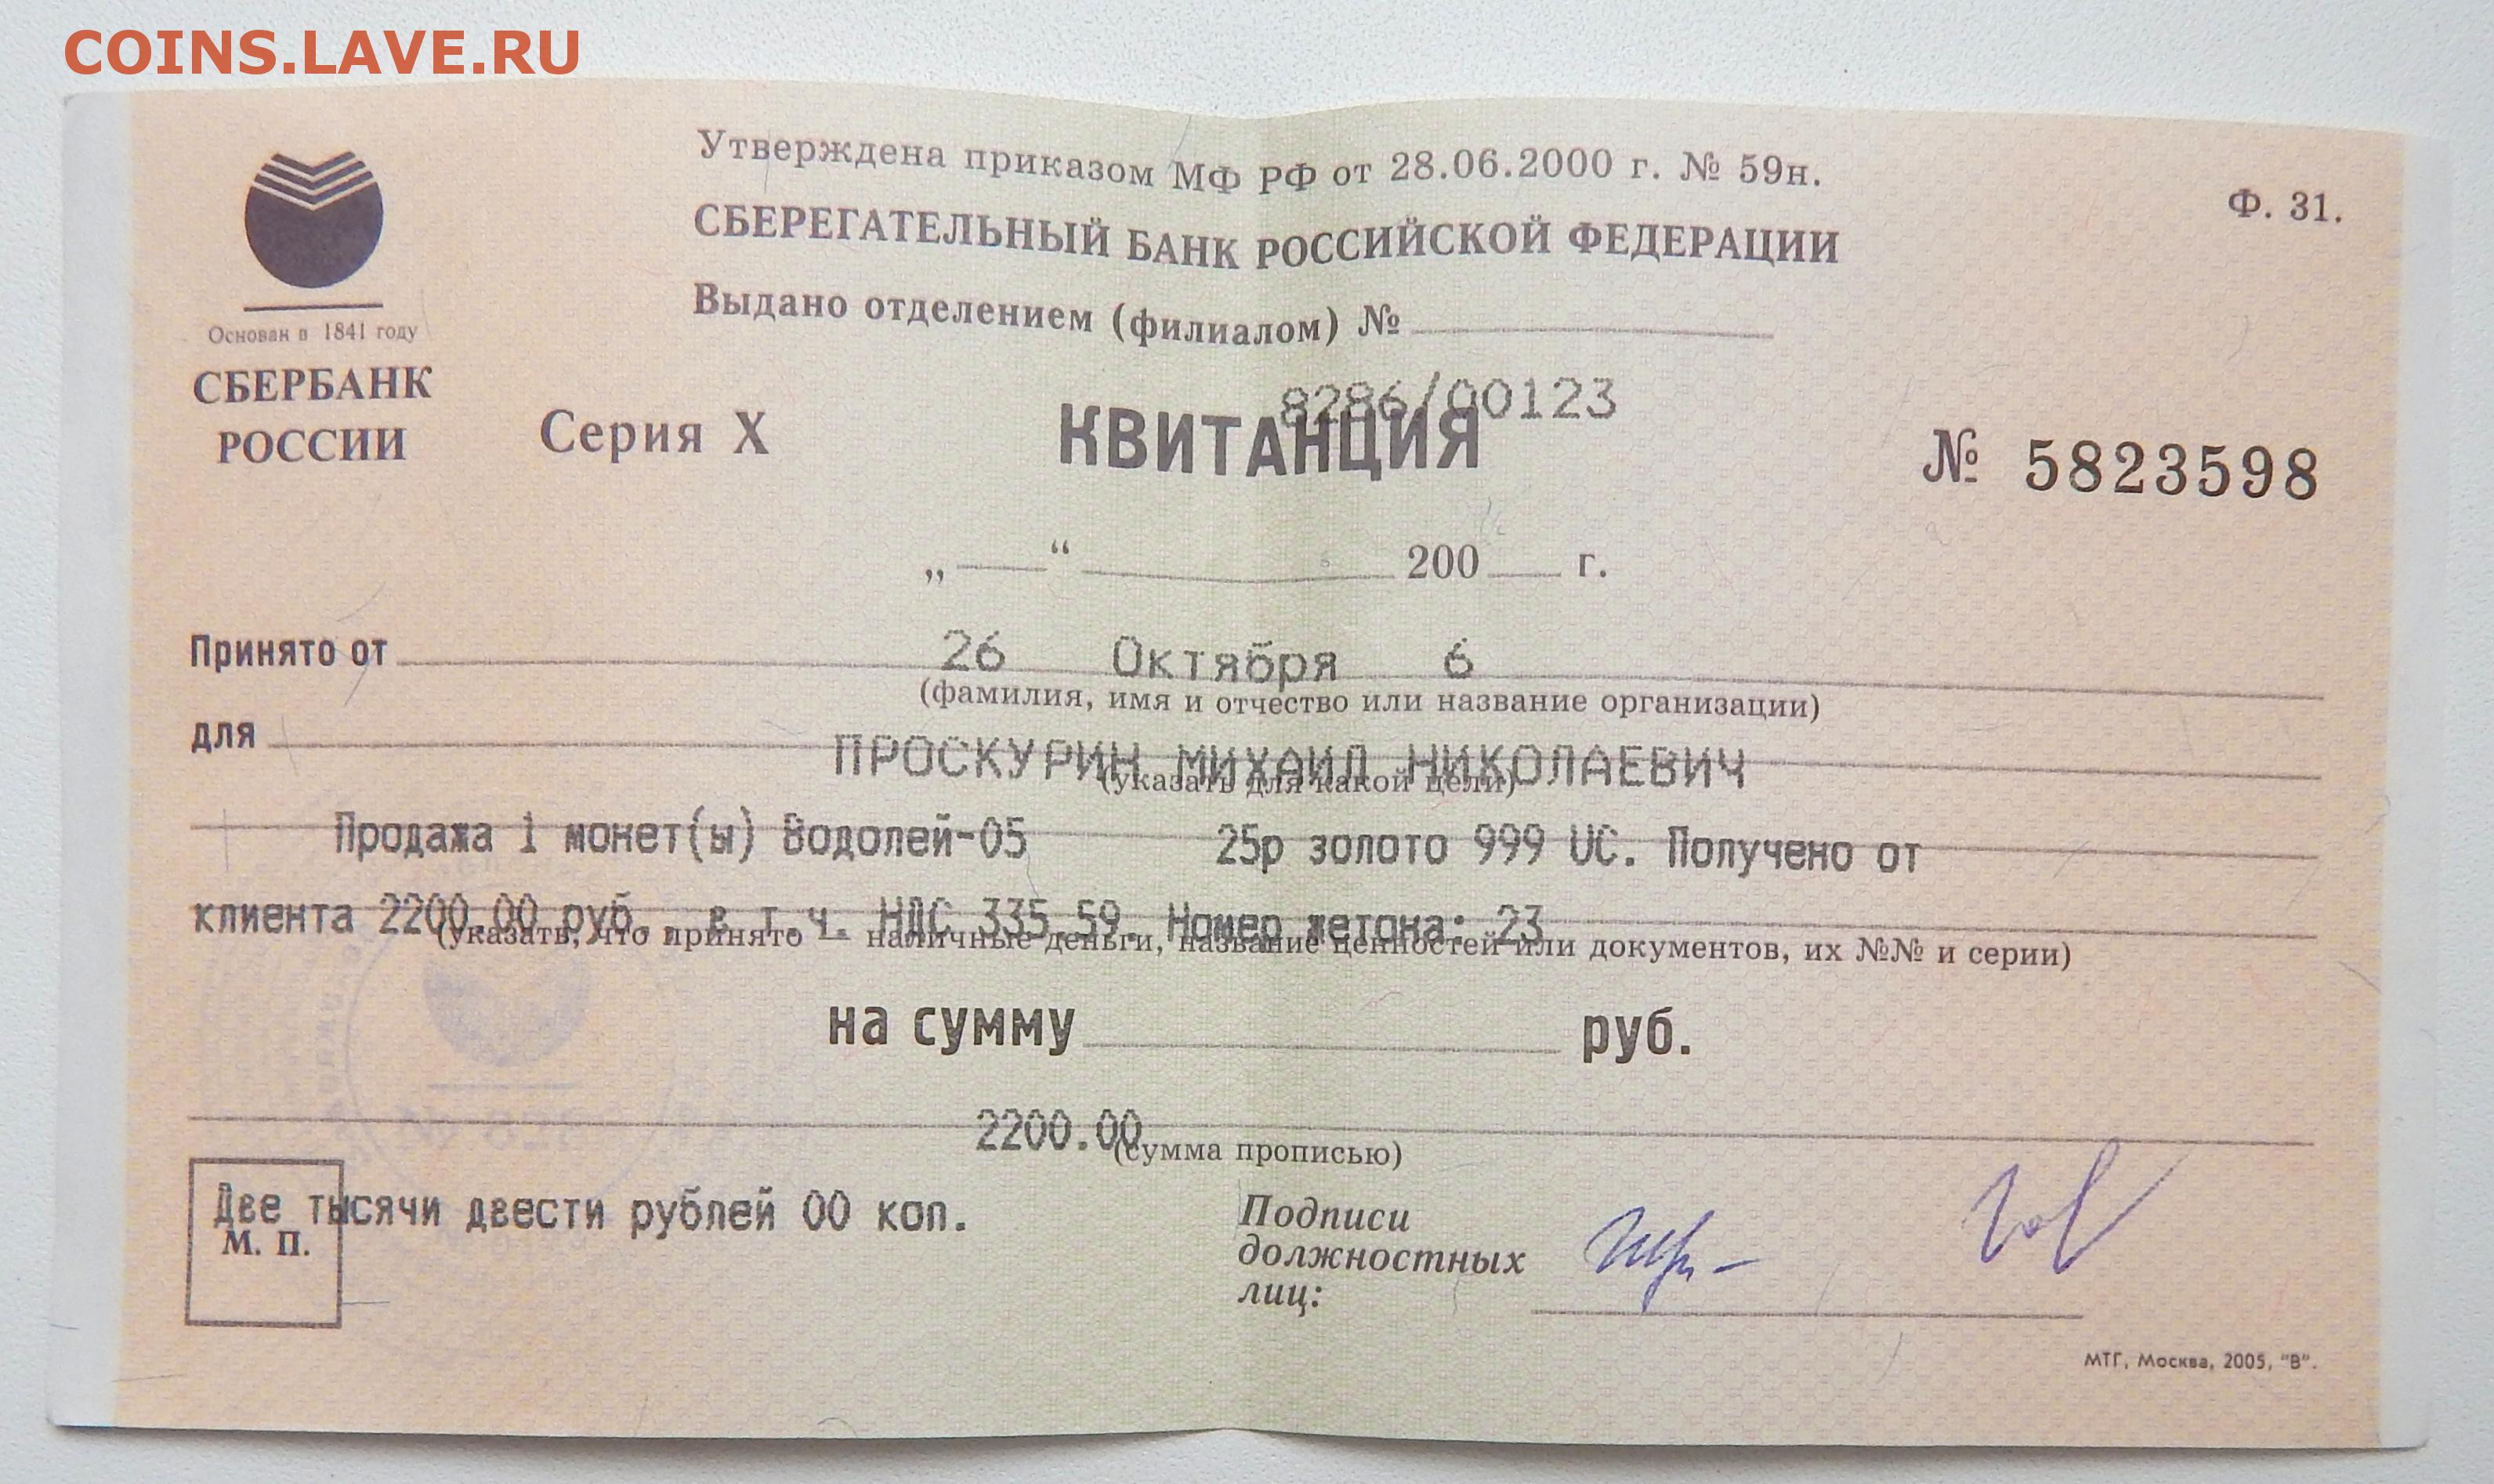 COINS.LAVE.RU
Утверждена приказом МФ РФ от 28.06.2000 г. № 59н.
Ф. 31.
СБЕРЕГАТЕЛЬНЫЙ БАНК РОССИЙСКОЙ ФЕДЕРАЦИИ
Выдано отделением (филиалом) №
Основан в 1841 году
СБЕРБАНК
РОССИИ
8286/00123
Серия X КВИТАНЦИЯ № 5823598
„ “ 200 г.
Принято от 26 Октября 6
(фамилия, имя и отчество или название организации)
для ПРОСКУРИН МИХАИЛ НИКОЛАЕВИЧ
(указать для какой цели)
Продажа 1 монет(ы) Водолей-05 25р золото 999 UC. Получено от
клиента 2200.00 руб., в т.ч. НДС 335.59. Номер жетона: 23
(указать, что принято — наличные деньги, название ценностей или документов, их №№ и серии)
на сумму руб.
2200.00
(сумма прописью)
Две тысячи двести рублей 00 коп.
М. П.
Подписи
должностных
лиц:
МТГ, Москва, 2005, "В".